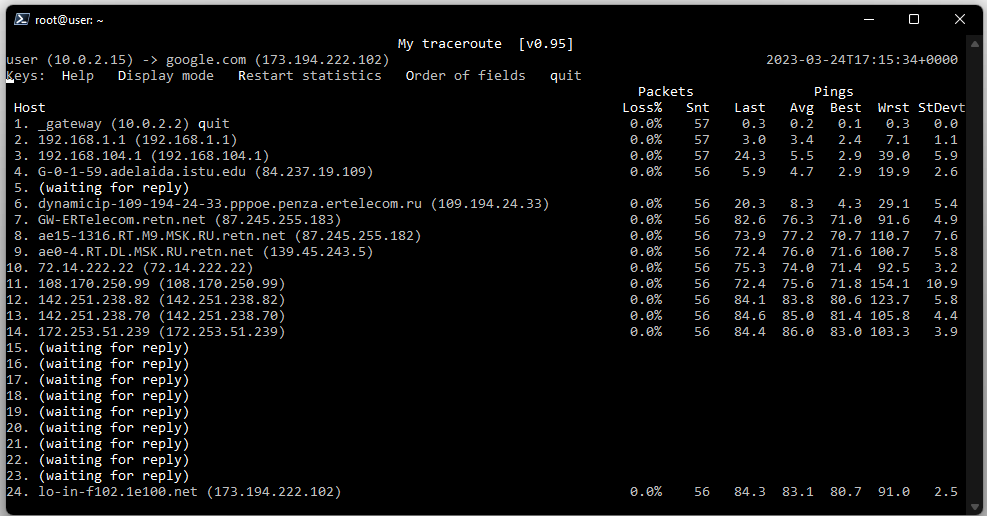 root@user: ~
My traceroute [v0.95]
user (10.0.2.15) -> google.com (173.194.222.102) 2023-03-24T17:15:34+0000
Keys: Help Display mode Restart statistics Order of fields quit
Packets Pings
Host Loss% Snt Last Avg Best Wrst StDevt
1. _gateway (10.0.2.2) quit 0.0% 57 0.3 0.2 0.1 0.3 0.0
2. 192.168.1.1 (192.168.1.1) 0.0% 57 3.0 3.4 2.4 7.1 1.1
3. 192.168.104.1 (192.168.104.1) 0.0% 57 24.3 5.5 2.9 39.0 5.9
4. G-0-1-59.adelaida.istu.edu (84.237.19.109) 0.0% 56 5.9 4.7 2.9 19.9 2.6
5. (waiting for reply)
6. dynamicip-109-194-24-33.pppoe.penza.ertelecom.ru (109.194.24.33) 0.0% 56 20.3 8.3 4.3 29.1 5.4
7. GW-ERTelecom.retn.net (87.245.255.183) 0.0% 56 82.6 76.3 71.0 91.6 4.9
8. ae15-1316.RT.M9.MSK.RU.retn.net (87.245.255.182) 0.0% 56 73.9 77.2 70.7 110.7 7.6
9. ae0-4.RT.DL.MSK.RU.retn.net (139.45.243.5) 0.0% 56 72.4 76.0 71.6 100.7 5.8
10. 72.14.222.22 (72.14.222.22) 0.0% 56 75.3 74.0 71.4 92.5 3.2
11. 108.170.250.99 (108.170.250.99) 0.0% 56 72.4 75.6 71.8 154.1 10.9
12. 142.251.238.82 (142.251.238.82) 0.0% 56 84.1 83.8 80.6 123.7 5.8
13. 142.251.238.70 (142.251.238.70) 0.0% 56 84.6 85.0 81.4 105.8 4.4
14. 172.253.51.239 (172.253.51.239) 0.0% 56 84.4 86.0 83.0 103.3 3.9
15. (waiting for reply)
16. (waiting for reply)
17. (waiting for reply)
18. (waiting for reply)
19. (waiting for reply)
20. (waiting for reply)
21. (waiting for reply)
22. (waiting for reply)
23. (waiting for reply)
24. lo-in-f102.1e100.net (173.194.222.102) 0.0% 56 84.3 83.1 80.7 91.0 2.5